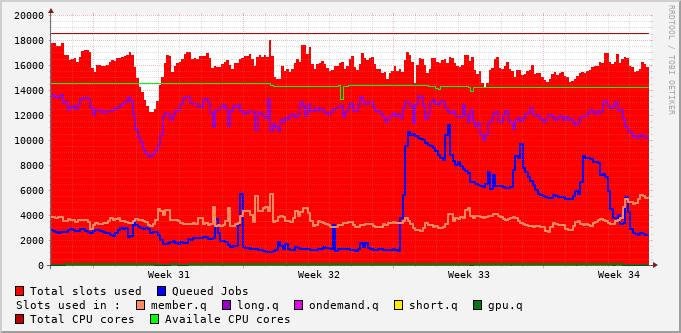 RRDTOOL / TOBI OETIKER
20000
18000
16000
14000
12000
10000
8000
6000
4000
2000
0
Week 31 Week 32 Week 33 Week 34
Total slots used Queued Jobs
Slots used in : member.q long.q ondemand.q short.q gpu.q
Total CPU cores Availale CPU cores